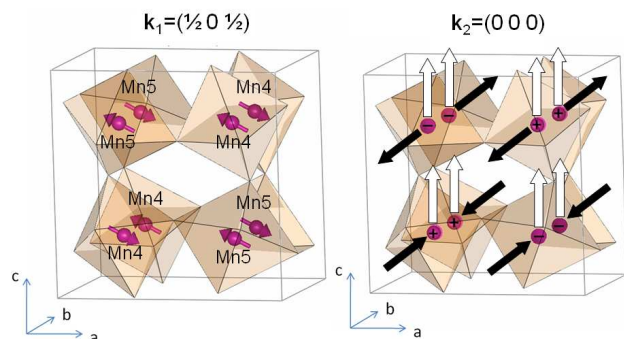 k₁=(½ 0 ½)
k₂=(0 0 0)
Mn5
Mn4
Mn5
Mn4
Mn4
Mn5
Mn4
Mn5
− − + +
+ + − −
c
b
a
c
b
a